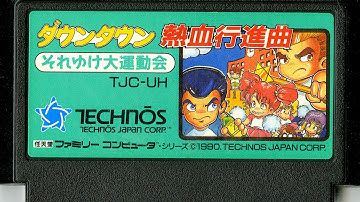 ダウンタウン 熱血行進曲
それゆけ大運動会
TJC-UH
TECHNŌS
TECHNOS JAPAN CORP.
任天堂 ファミリーコンピュータ・シリーズ ©1990.TECHNOS JAPAN CORP.